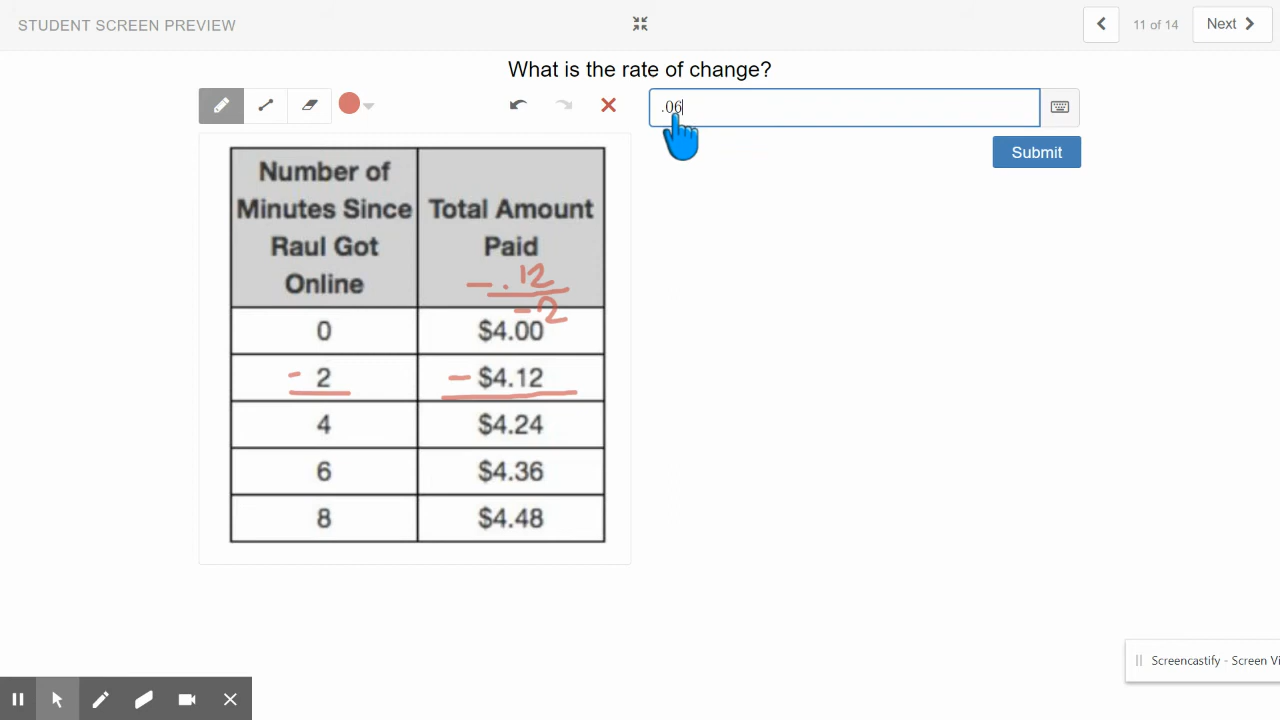 STUDENT SCREEN PREVIEW
11 of 14
Next
What is the rate of change?
.06
Submit
Number of Minutes Since Raul Got Online
Total Amount Paid
- .12
- 2
0 $4.00
- 2 - $4.12
4 $4.24
6 $4.36
8 $4.48
Screencastify - Screen Vi